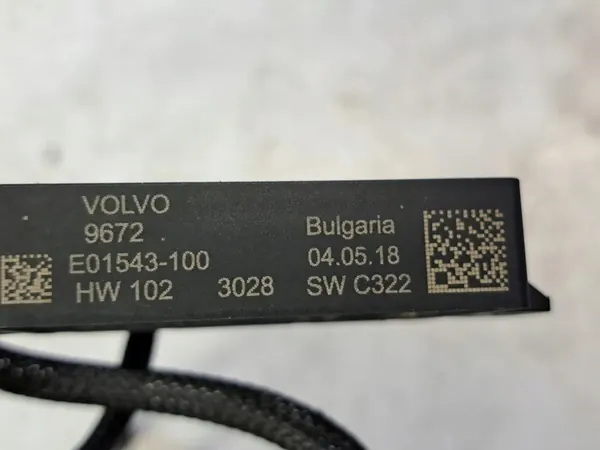 VOLVO
9672 Bulgaria
E01543-100 04.05.18
HW 102 3028 SW C322